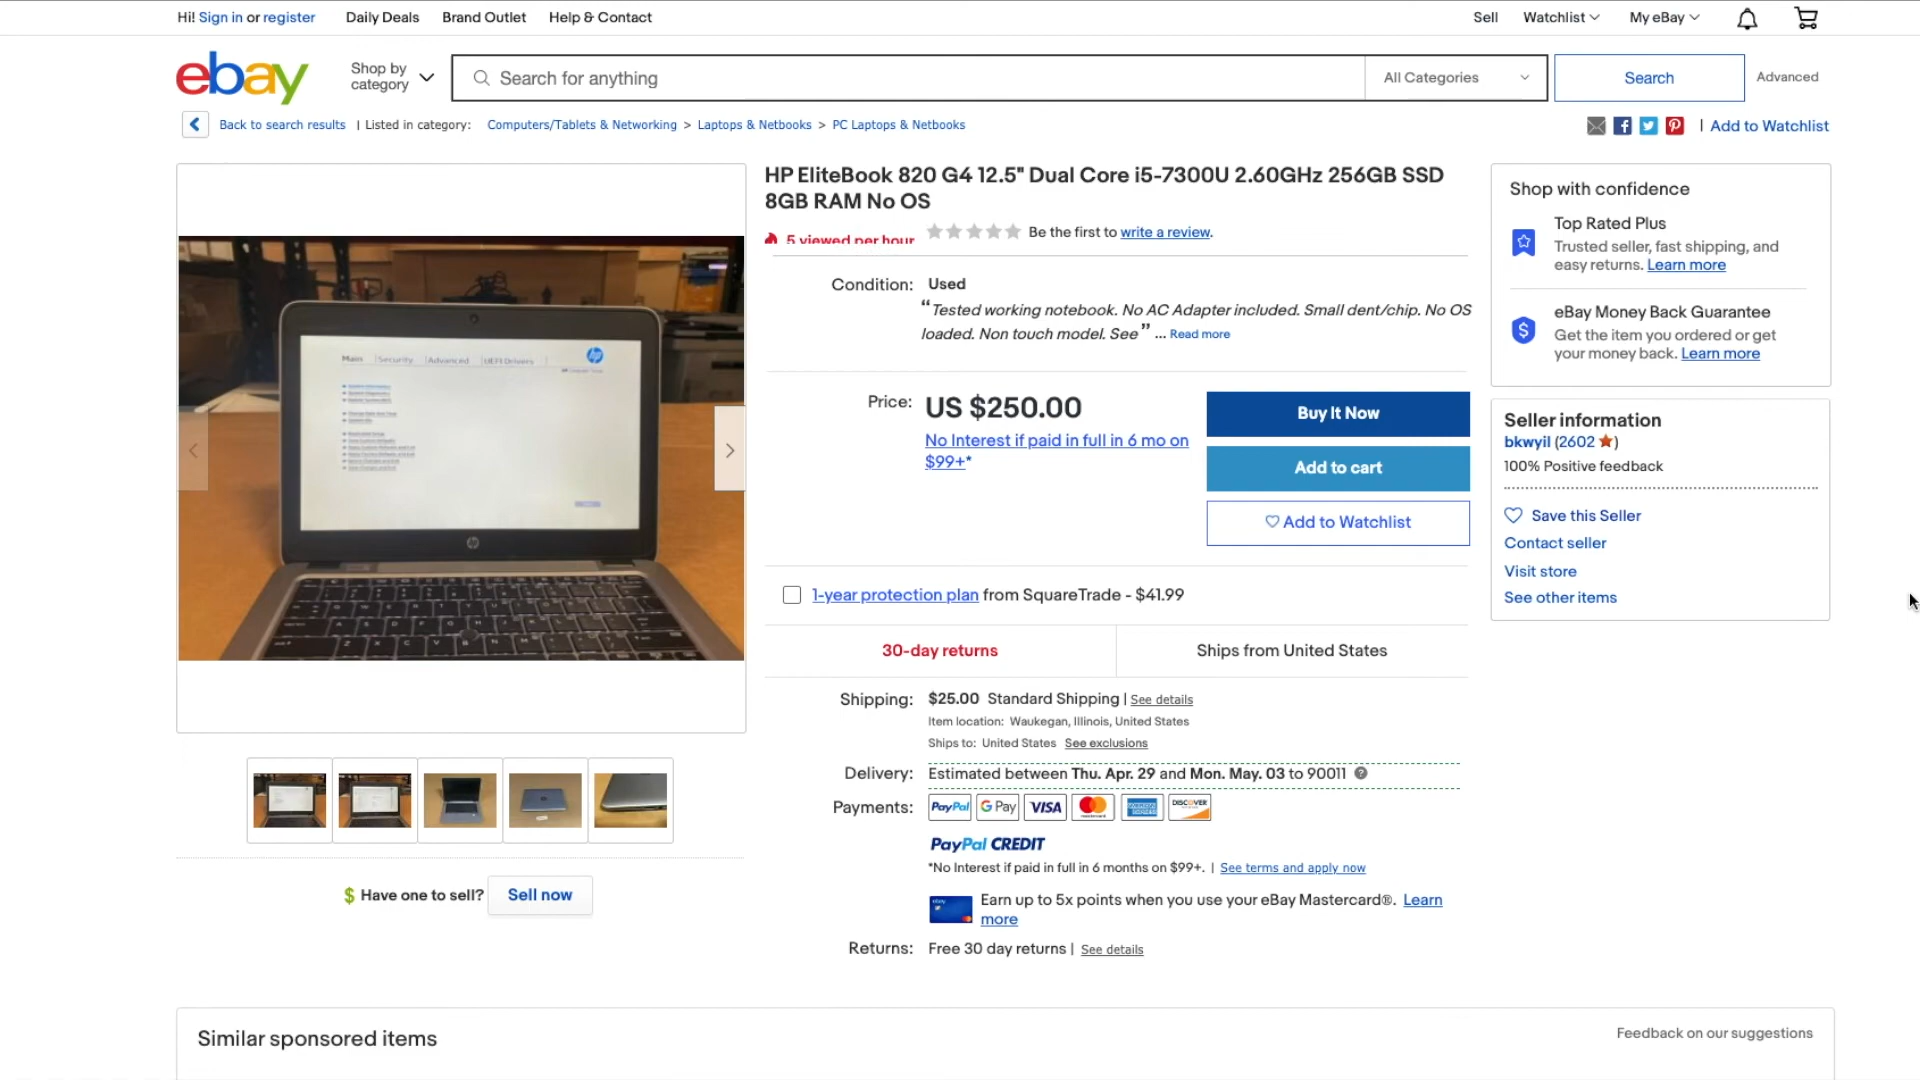 Hi! Sign in or register Daily Deals Brand Outlet Help & Contact Sell Watchlist My eBay
ebay Shop by category Search for anything All Categories Search Advanced
Back to search results | Listed in category: Computers/Tablets & Networking > Laptops & Netbooks > PC Laptops & Netbooks | Add to Watchlist
HP EliteBook 820 G4 12.5" Dual Core i5-7300U 2.60GHz 256GB SSD
8GB RAM No OS
5 viewed per hour
Be the first to write a review.
Condition: Used
“Tested working notebook. No AC Adapter included. Small dent/chip. No OS
loaded. Non touch model. See” ... Read more
Price: US $250.00
No Interest if paid in full in 6 mo on
$99+*
Buy It Now
Add to cart
Add to Watchlist
1-year protection plan from SquareTrade - $41.99
30-day returns
Ships from United States
Shipping: $25.00 Standard Shipping | See details
Item location: Waukegan, Illinois, United States
Ships to: United States See exclusions
Delivery: Estimated between Thu. Apr. 29 and Mon. May. 03 to 90011
Payments: PayPal G Pay VISA mastercard AMERICAN EXPRESS DISCOVER
PayPal CREDIT
*No Interest if paid in full in 6 months on $99+. | See terms and apply now
Earn up to 5x points when you use your eBay Mastercard®. Learn
more
Returns: Free 30 day returns | See details
Shop with confidence
Top Rated Plus
Trusted seller, fast shipping, and
easy returns. Learn more
eBay Money Back Guarantee
Get the item you ordered or get
your money back. Learn more
Seller information
bkwyil (2602)
100% Positive feedback
Save this Seller
Contact seller
Visit store
See other items
Main Security Advanced UEFI Drivers
hp
$ Have one to sell? Sell now
Similar sponsored items
Feedback on our suggestions